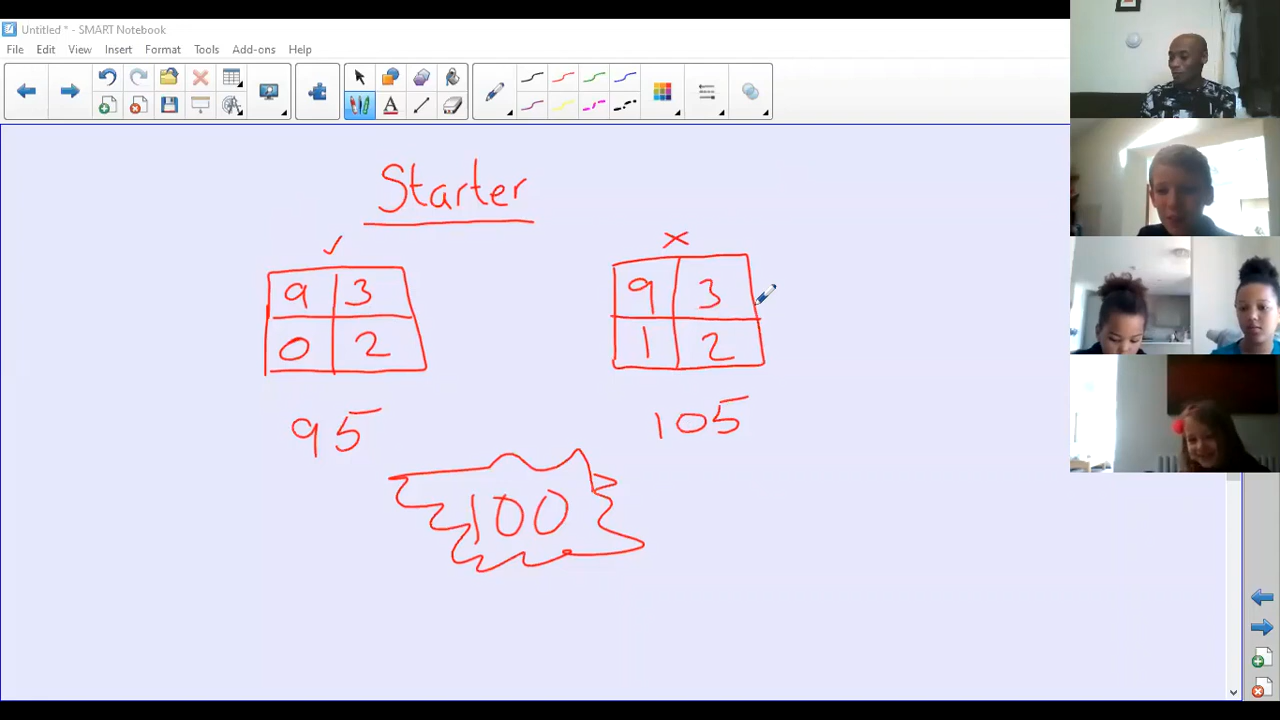 Untitled * - SMART Notebook
File Edit View Insert Format Tools Add-ons Help
Starter
✓ ×
9 3 9 3
0 2 1 2
95 105
100